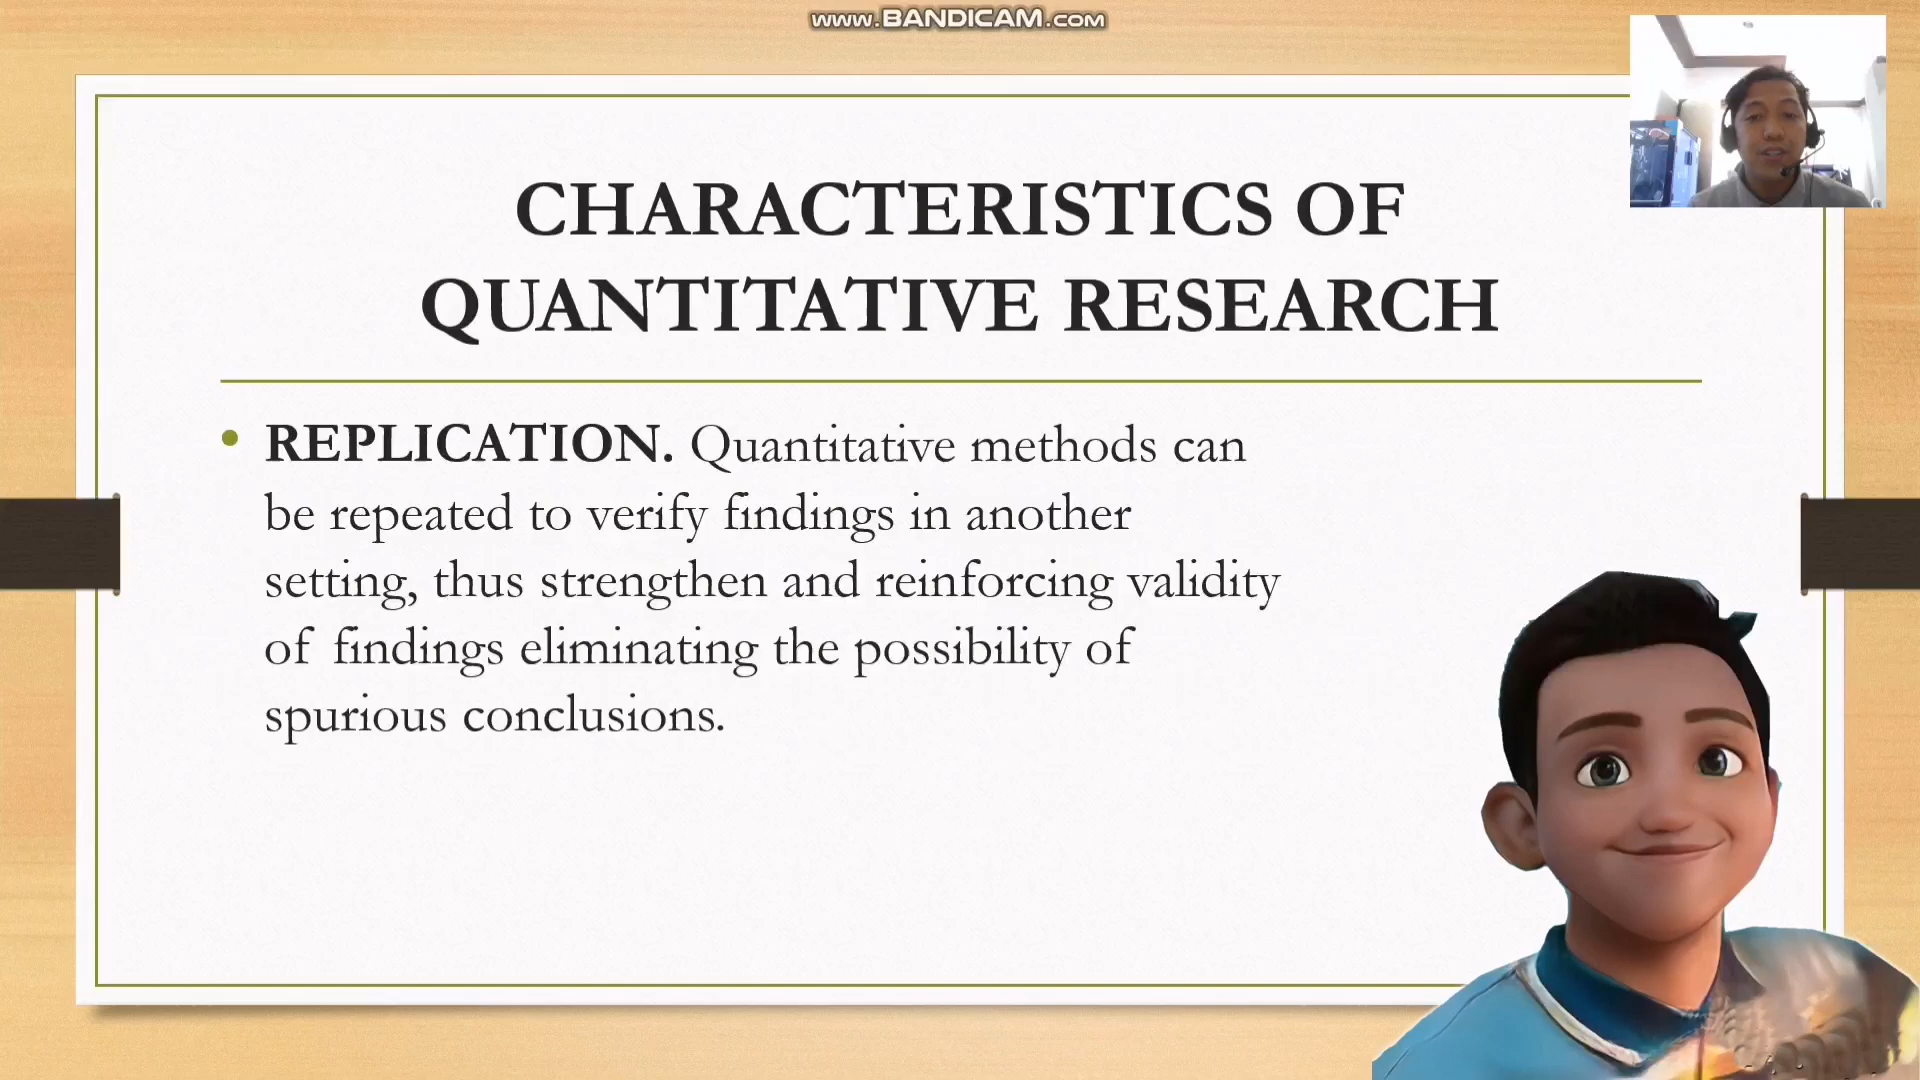 www.BANDICAM.com
CHARACTERISTICS OF
QUANTITATIVE RESEARCH
• REPLICATION. Quantitative methods can
be repeated to verify findings in another
setting, thus strengthen and reinforcing validity
of findings eliminating the possibility of
spurious conclusions.